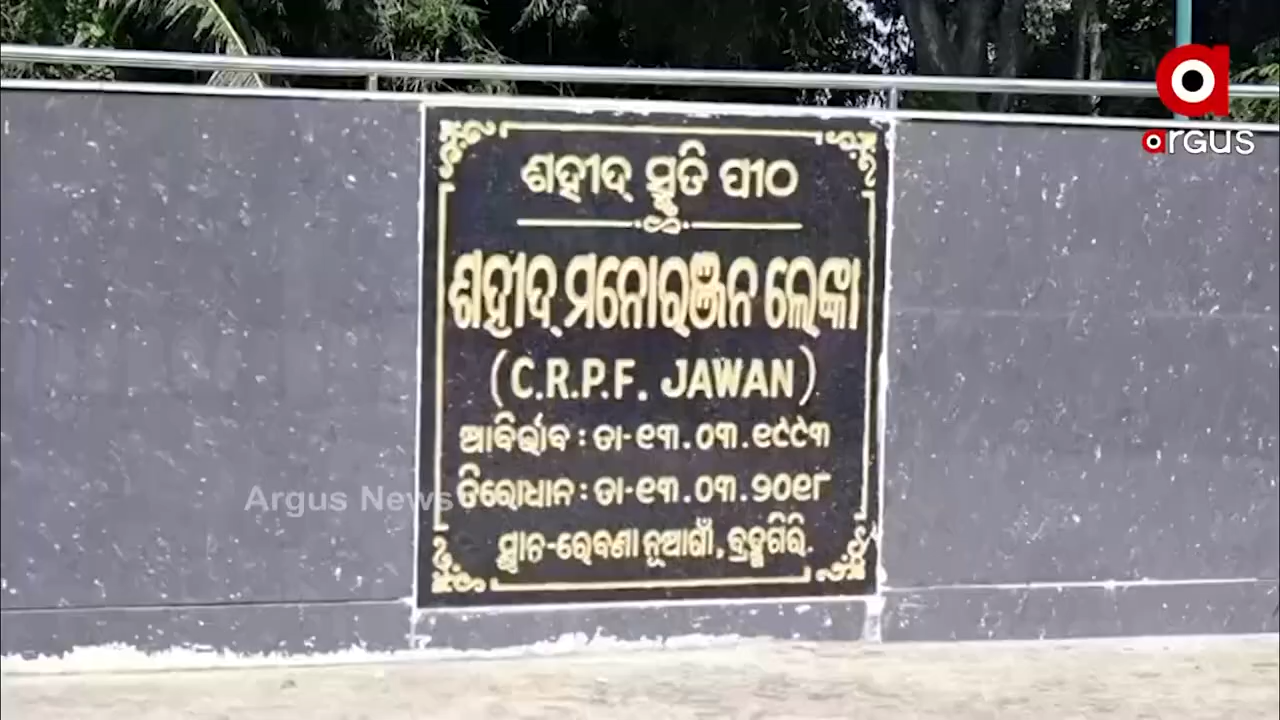 argus
ଶହୀଦ୍ ସ୍ମୃତି ପୀଠ
ଶହୀଦ୍ ମନୋରଞ୍ଜନ ଲେଙ୍କା
(C.R.P.F. JAWAN)
ଆବିର୍ଭାବ : ତା-୧୩.୦୩.୧୯୯୩
ତିରୋଧାନ : ତା-୧୩.୦୩.୨୦୧୮
Argus News
ସ୍ଥାନ-ରେବଣା ନୂଆଗାଁ, ବ୍ରହ୍ମଗିରି.